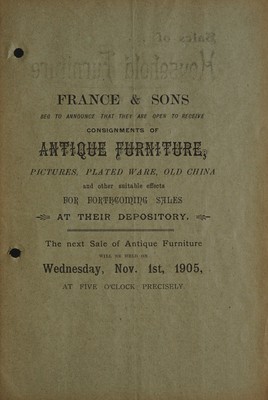 FRANCE & SONS
BEG TO ANNOUNCE THAT THEY ARE OPEN TO RECEIVE
CONSIGNMENTS OF
ANTIQUE FURNITURE,
PICTURES, PLATED WARE, OLD CHINA
and other suitable effects
FOR FORTHCOMING SALES
AT THEIR DEPOSITORY.
The next Sale of Antique Furniture
WILL BE HELD ON
Wednesday, Nov. 1st, 1905,
AT FIVE O'CLOCK PRECISELY.